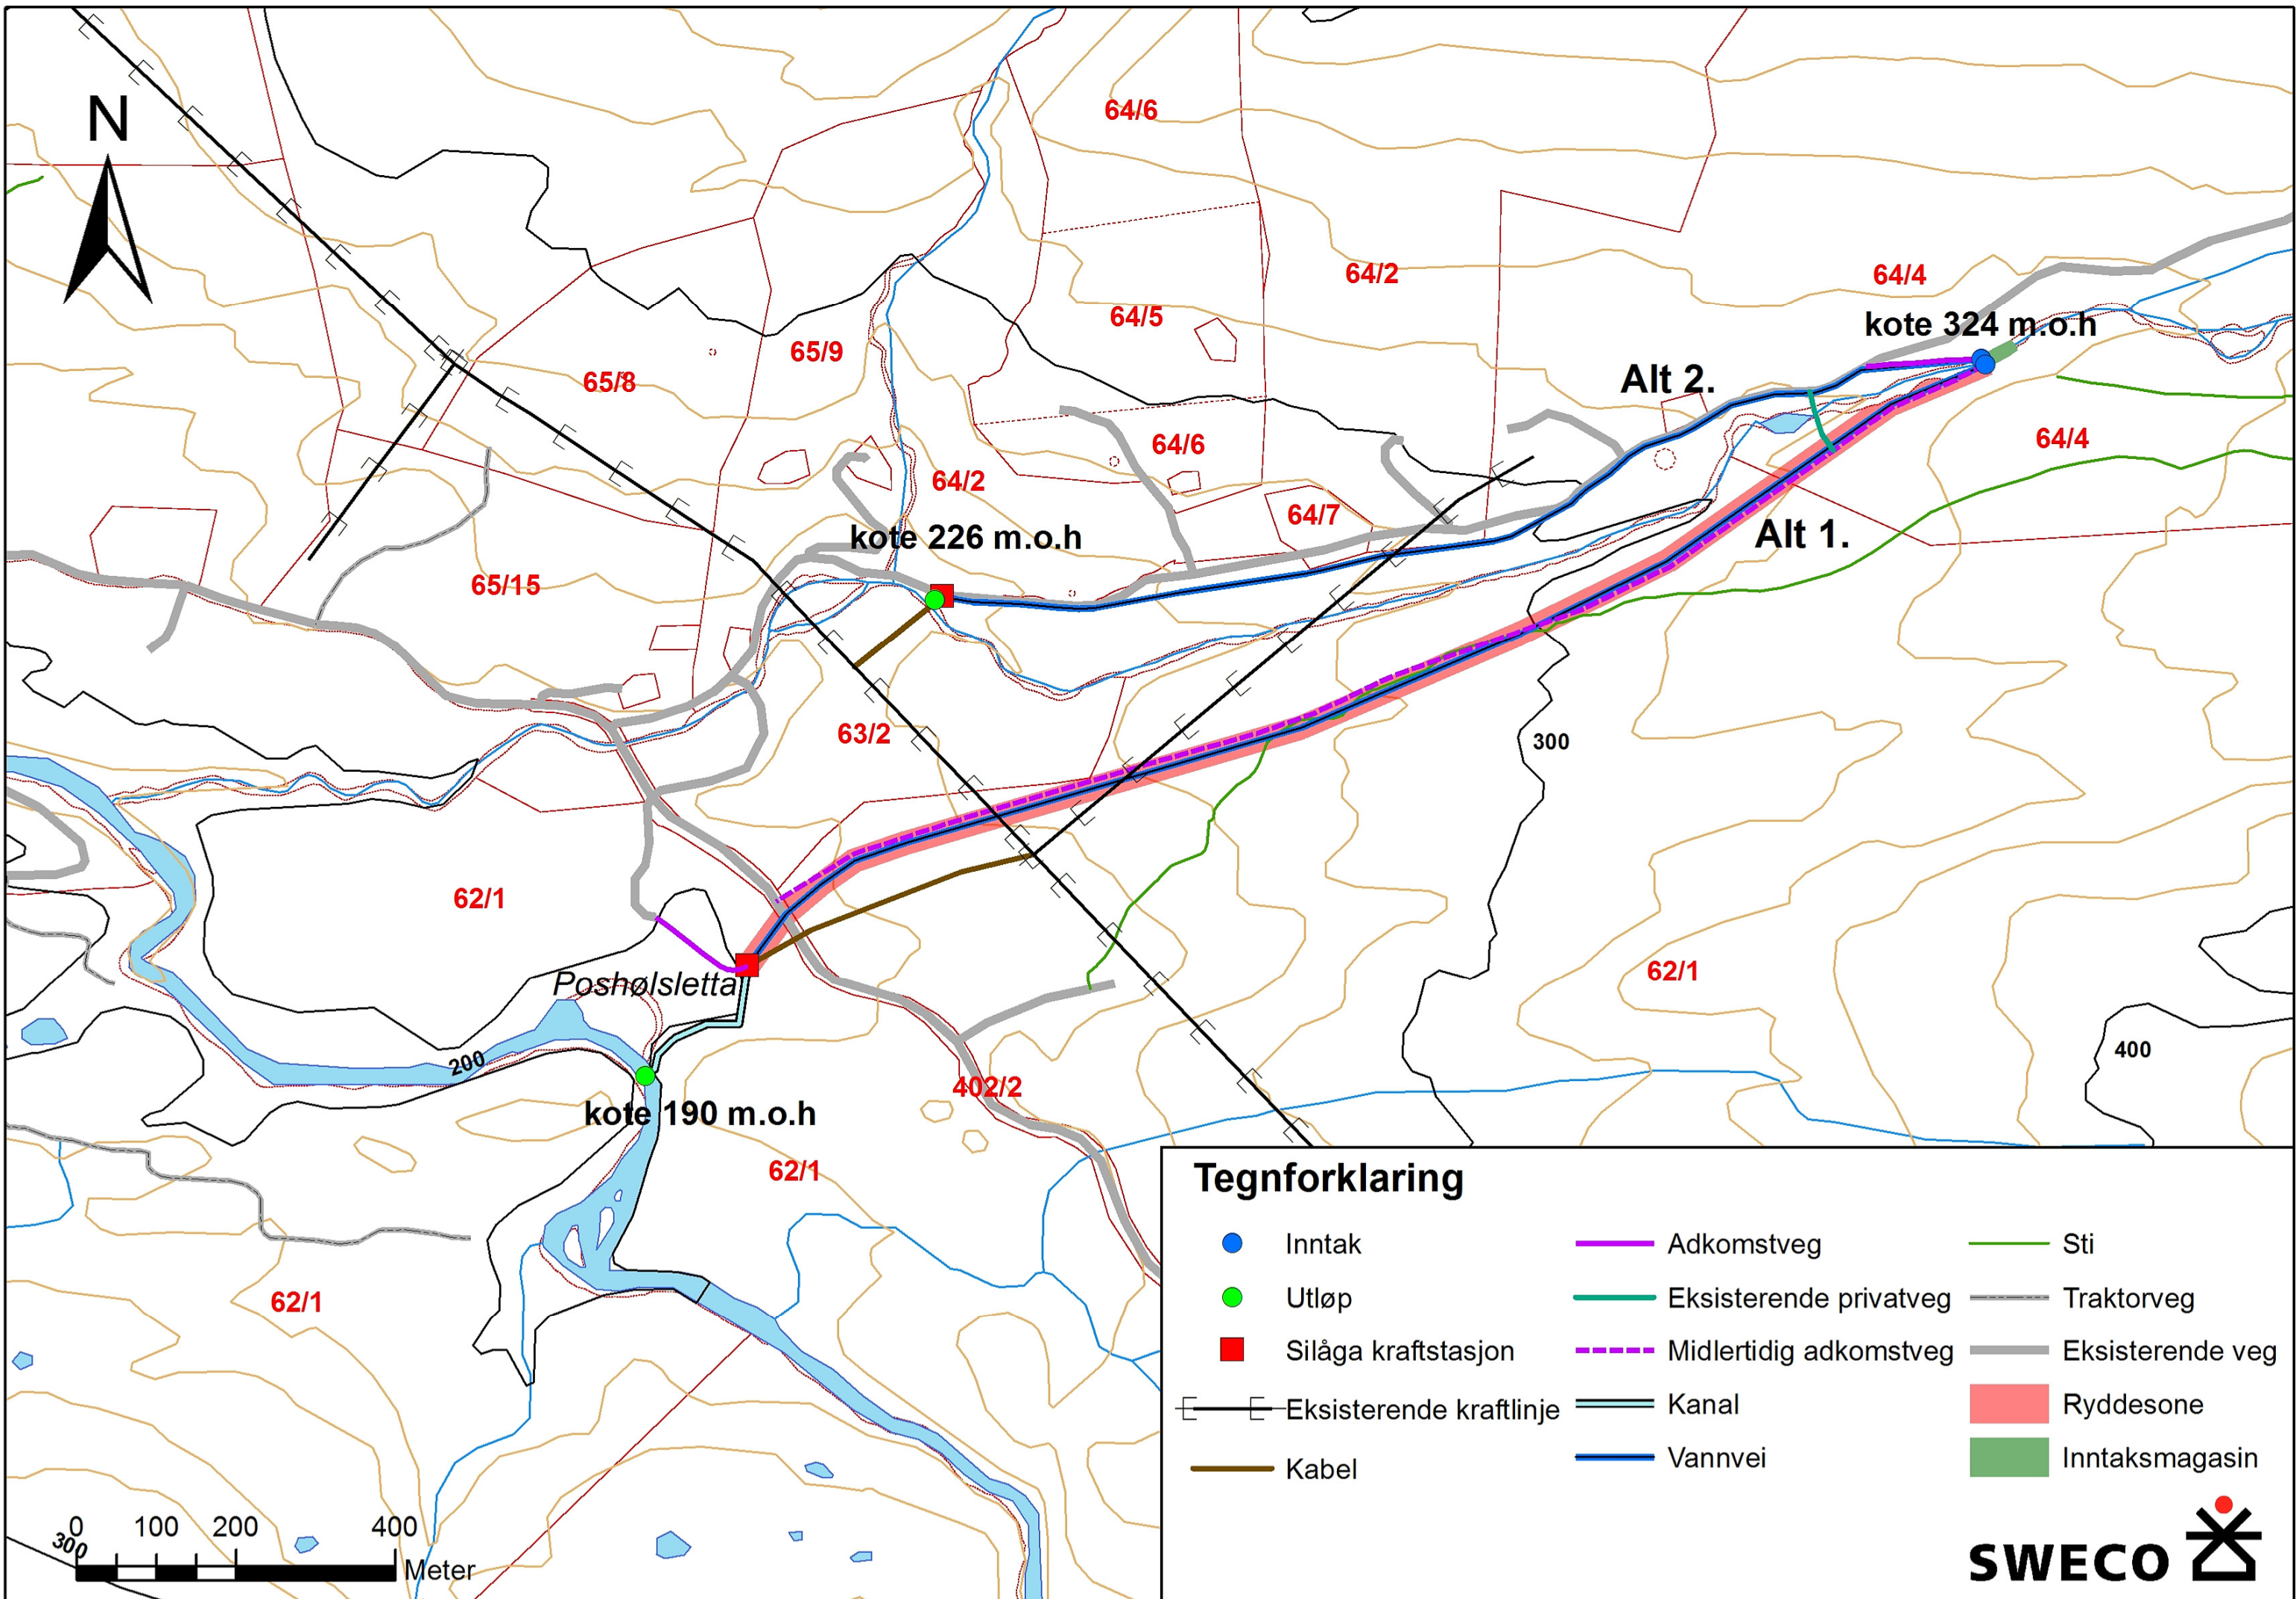 N
64/6
64/2
64/4
kote 324 m.o.h
64/5
65/9
65/8
Alt 2.
64/6
64/4
64/2
64/7
kote 226 m.o.h
Alt 1.
65/15
63/2
300
62/1
62/1
Poshølsletta
200
402/2
400
kote 190 m.o.h
62/1
62/1
Tegnforklaring
Inntak
Utløp
Silåga kraftstasjon
Eksisterende kraftlinje
Kabel
Adkomstveg
Eksisterende privatveg
Midlertidig adkomstveg
Kanal
Vannvei
Sti
Traktorveg
Eksisterende veg
Ryddesone
Inntaksmagasin
0 100 200 400
Meter
300
SWECO